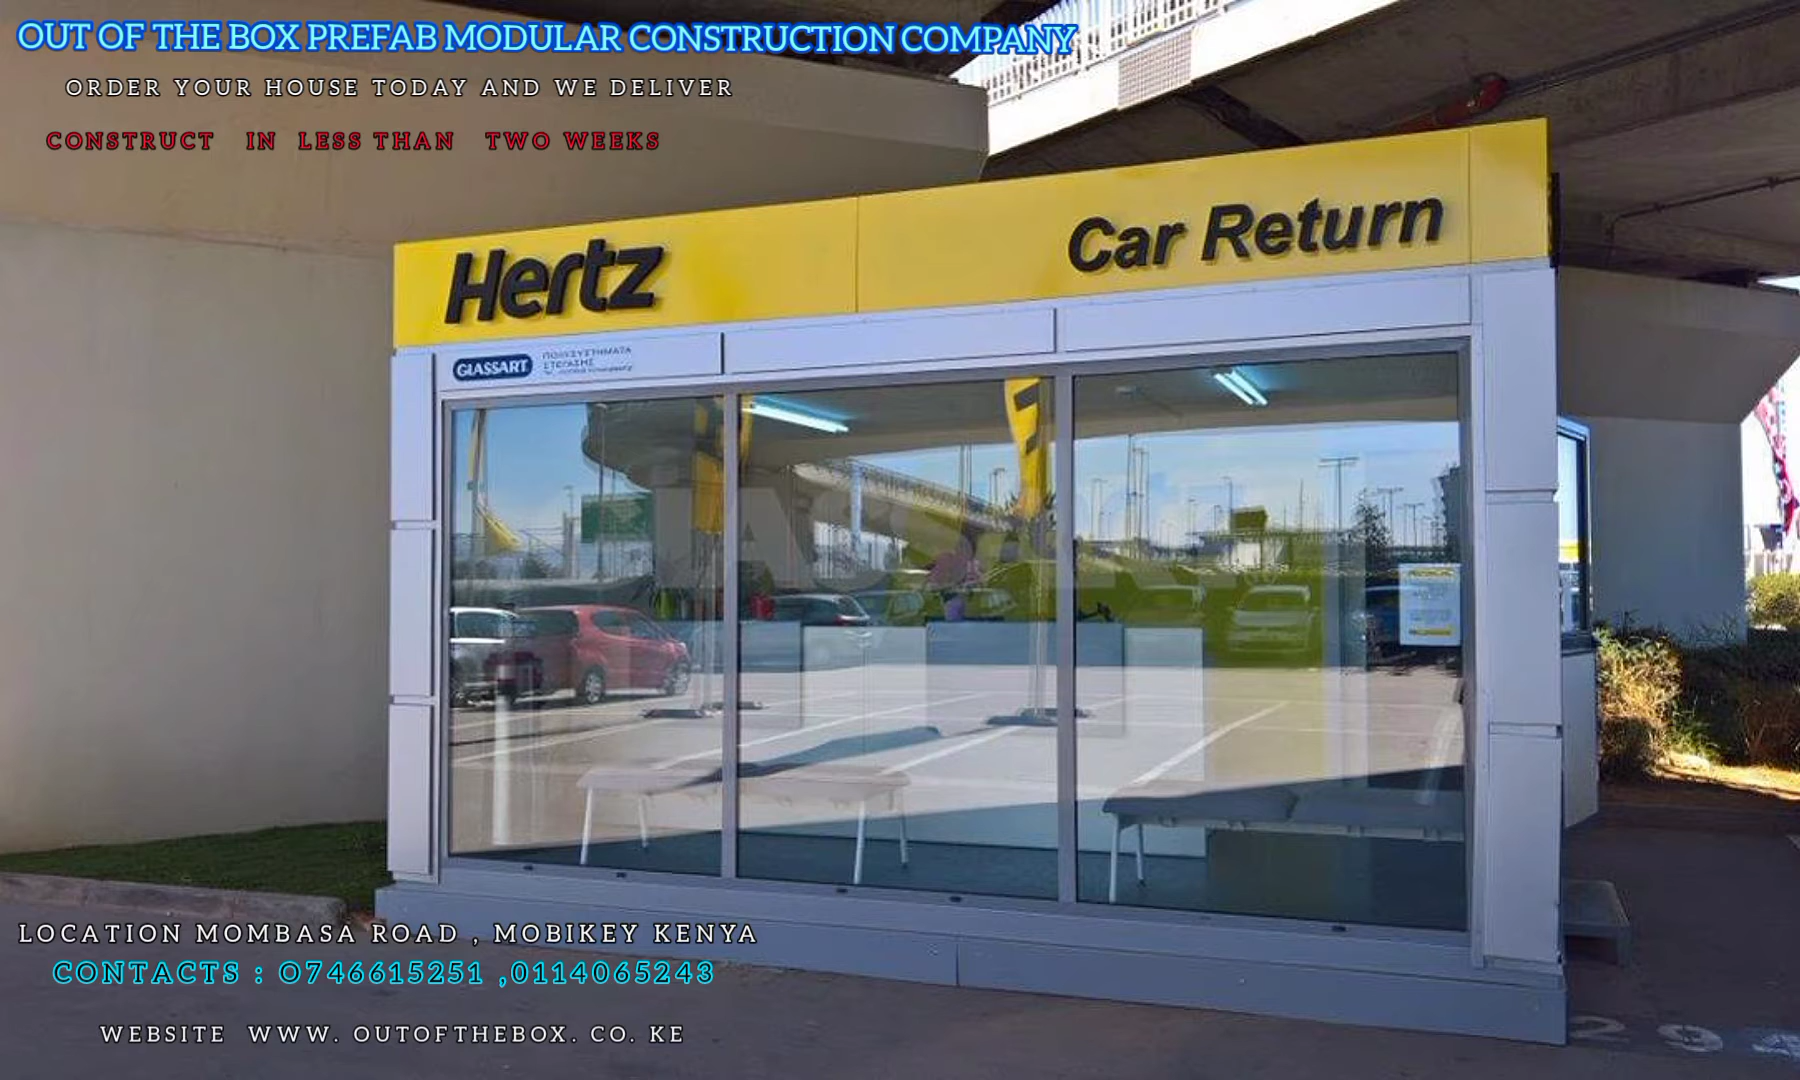 OUT OF THE BOX PREFAB MODULAR CONSTRUCTION COMPANY
ORDER YOUR HOUSE TODAY AND WE DELIVER
CONSTRUCT IN LESS THAN TWO WEEKS
Hertz
Car Return
GLASSART
ΠΟΛΥΣΥΣΤΗΜΑΤΑ
ΣΤΕΓΑΣΗΣ
LOCATION MOMBASA ROAD , MOBIKEY KENYA
CONTACTS : 0746615251 ,0114065243
WEBSITE WWW. OUTOFTHEBOX. CO. KE